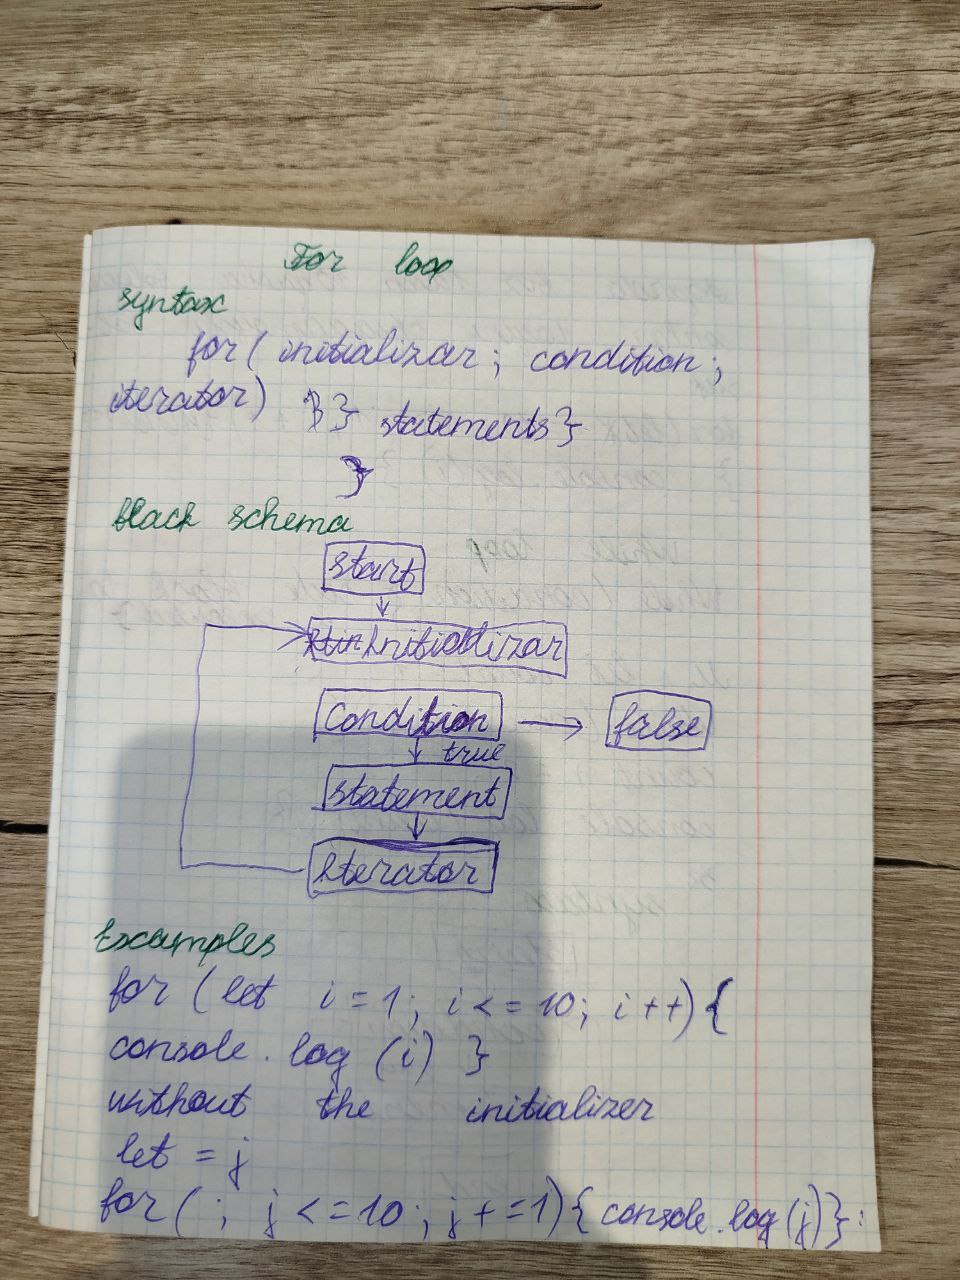 For loop
syntax
for( initializar; condition;
iterator) }} statements}
}
black schema
start
Initializar
condition
false
true
statement
iterator
Examples
for ( let i = 1; i <= 10; i ++) {
console. log (i) }
without the initializer
let = j
for ( ; j <= 10; j + = 1) { console.log (j)} :